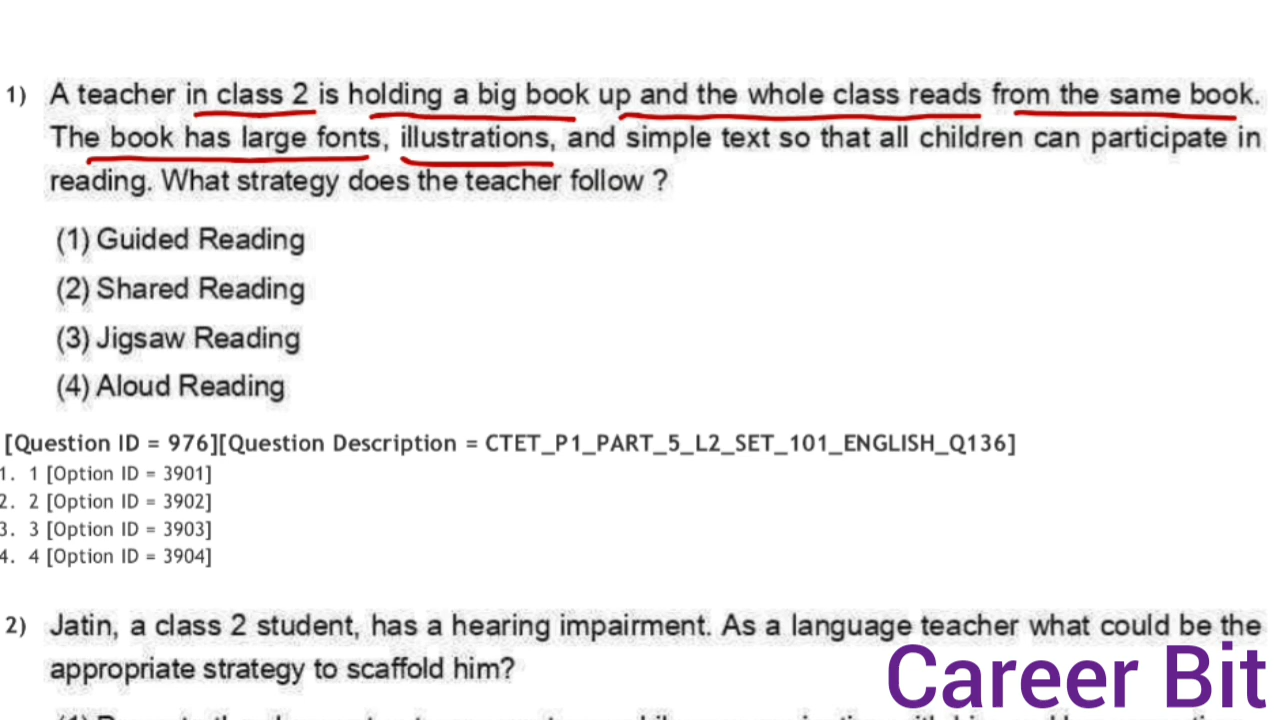 1) A teacher in class 2 is holding a big book up and the whole class reads from the same book.
The book has large fonts, illustrations, and simple text so that all children can participate in
reading. What strategy does the teacher follow ?
(1) Guided Reading
(2) Shared Reading
(3) Jigsaw Reading
(4) Aloud Reading
[Question ID = 976][Question Description = CTET_P1_PART_5_L2_SET_101_ENGLISH_Q136]
1. 1 [Option ID = 3901]
2. 2 [Option ID = 3902]
3. 3 [Option ID = 3903]
4. 4 [Option ID = 3904]
2) Jatin, a class 2 student, has a hearing impairment. As a language teacher what could be the
appropriate strategy to scaffold him?
Career Bit